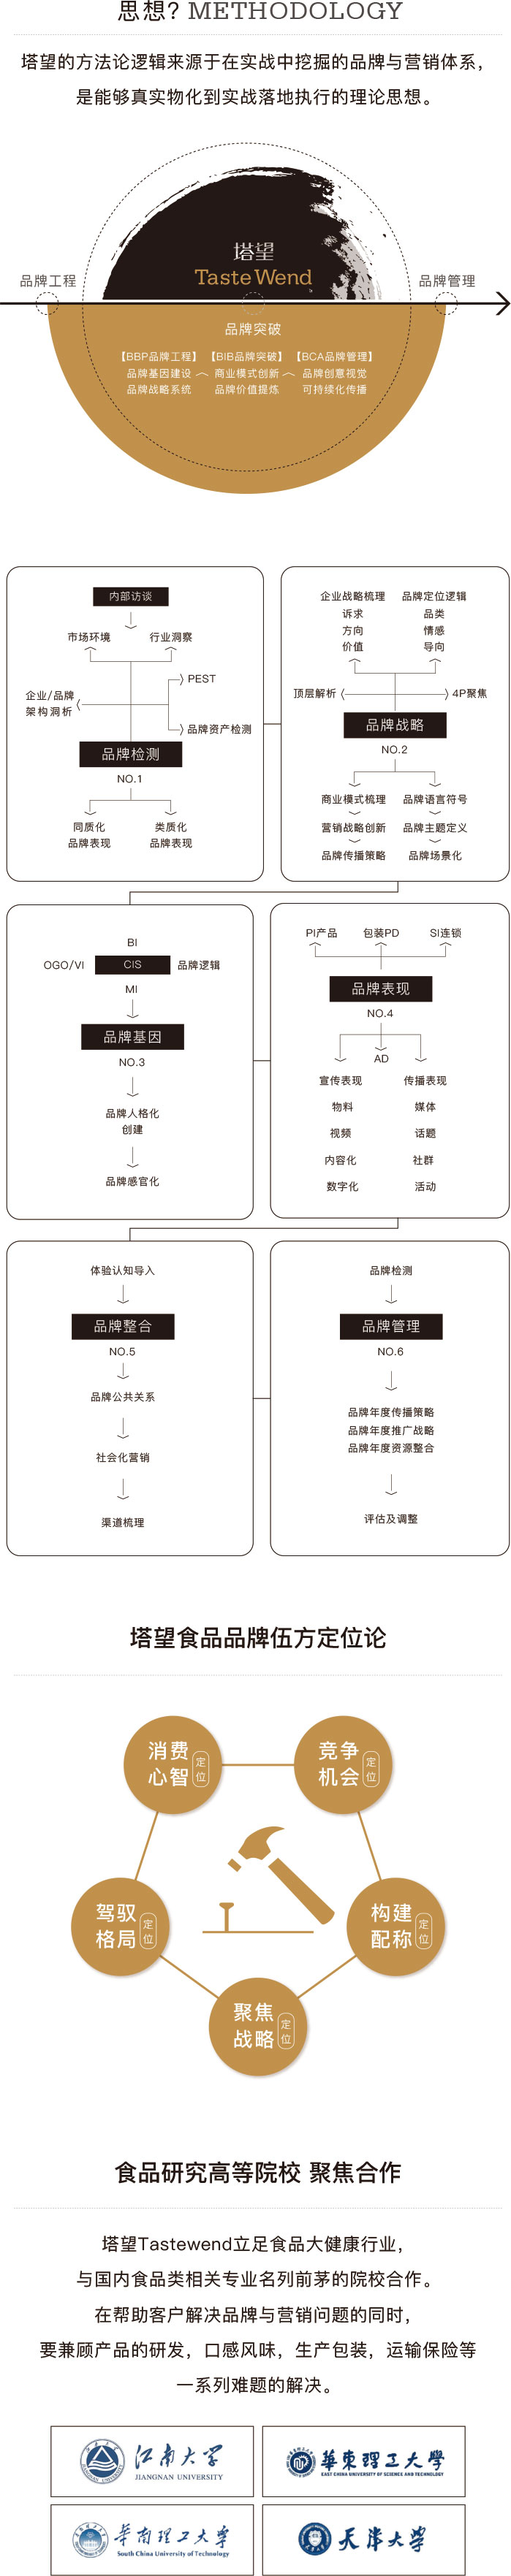 思想? METHODOLOGY
塔望的方法论逻辑来源于在实战中挖掘的品牌与营销体系，
是能够真实物化到实战落地执行的理论思想。
塔望
Taste Wend
品牌工程
品牌管理
品牌突破
【BBP品牌工程】 【BIB品牌突破】 【BCA品牌管理】
品牌基因建设 商业模式创新 品牌创意视觉
品牌战略系统 品牌价值提炼 可持续化传播
内部访谈
市场环境 行业洞察
PEST
企业/品牌
架构洞析
品牌资产检测
品牌检测
NO.1
同质化 类质化
品牌表现 品牌表现
企业战略梳理 品牌定位逻辑
诉求 品类
方向 情感
价值 导向
顶层解析 4P聚焦
品牌战略
NO.2
商业模式梳理 品牌语言符号
营销战略创新 品牌主题定义
品牌传播策略 品牌场景化
BI
OGO/VI CIS 品牌逻辑
MI
品牌基因
NO.3
品牌人格化
创建
品牌感官化
PI产品 包装PD SI连锁
品牌表现
NO.4
AD
宣传表现 传播表现
物料 媒体
视频 话题
内容化 社群
数字化 活动
体验认知导入
品牌整合
NO.5
品牌公共关系
社会化营销
渠道梳理
品牌检测
品牌管理
NO.6
品牌年度传播策略
品牌年度推广战略
品牌年度资源整合
评估及调整
塔望食品品牌伍方定位论
消费
心智
定位
竞争
机会
定位
驾驭
格局
定位
构建
配称
定位
聚焦
战略
定位
食品研究高等院校 聚焦合作
塔望Tastewend立足食品大健康行业，
与国内食品类相关专业名列前茅的院校合作。
在帮助客户解决品牌与营销问题的同时，
要兼顾产品的研发，口感风味，生产包装，运输保险等
一系列难题的解决。
江南大学
JIANGNAN UNIVERSITY
華東理工大學
EAST CHINA UNIVERSITY OF SCIENCE AND TECHNOLOGY
华南理工大学
South China University of Technology
天津大学